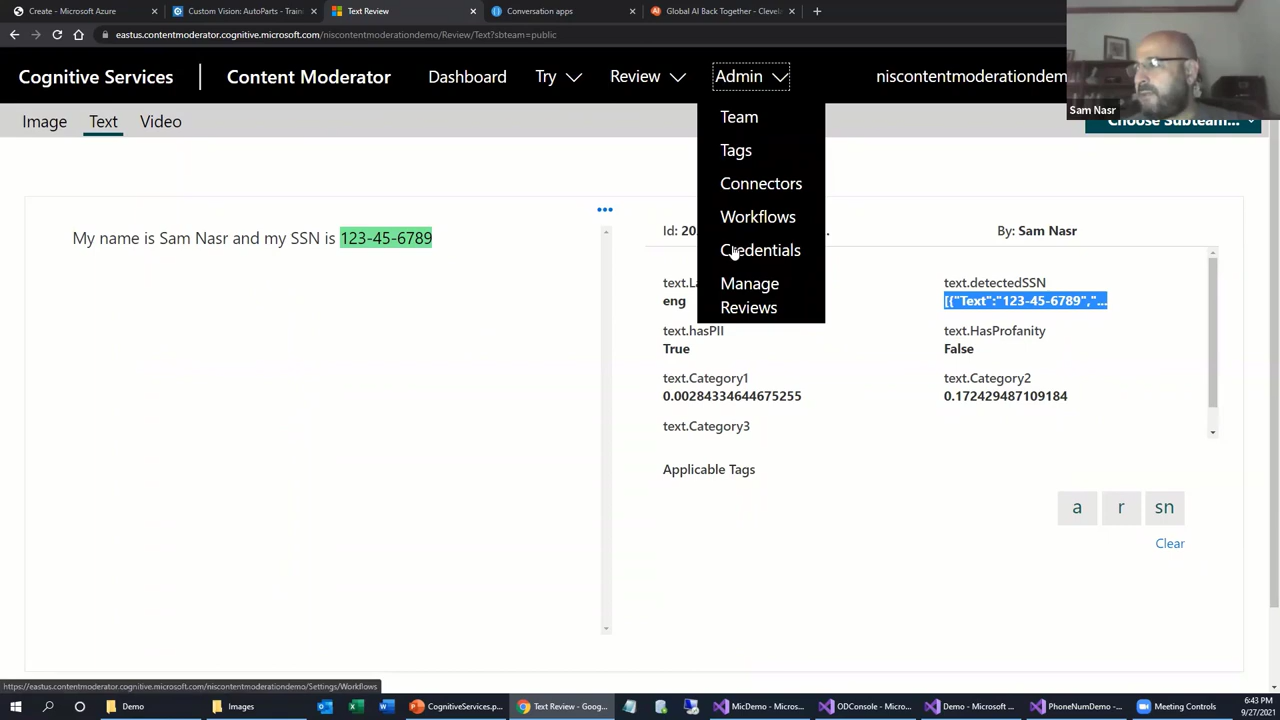 Create - Microsoft Azure
Custom Vision: AutoParts - Traini
Text Review
Conversation apps
Global AI Back Together - Clevela
eastus.contentmoderator.cognitive.microsoft.com/niscontentmoderationdemo/Review/Text?sbteam=public
Cognitive Services
Content Moderator
Dashboard
Try
Review
Admin
niscontentmoderationdem
Sam Nasr
Image
Text
Video
Choose Subteam...
Team
Tags
Connectors
Workflows
Credentials
Manage
Reviews
My name is Sam Nasr and my SSN is 123-45-6789
Id: 20
By: Sam Nasr
text.La
eng
text.detectedSSN
[{"Text":"123-45-6789","...
text.hasPII
True
text.HasProfanity
False
text.Category1
0.00284334644675255
text.Category2
0.172429487109184
text.Category3
Applicable Tags
a
r
sn
Clear
https://eastus.contentmoderator.cognitive.microsoft.com/niscontentmoderationdemo/Settings/Workflows
Demo
Images
CognitiveServices.p...
Text Review - Goog...
MicDemo - Micros...
ODConsole - Micros...
Demo - Microsoft ...
PhoneNumDemo - ...
Meeting Controls
6:43 PM
9/27/2021